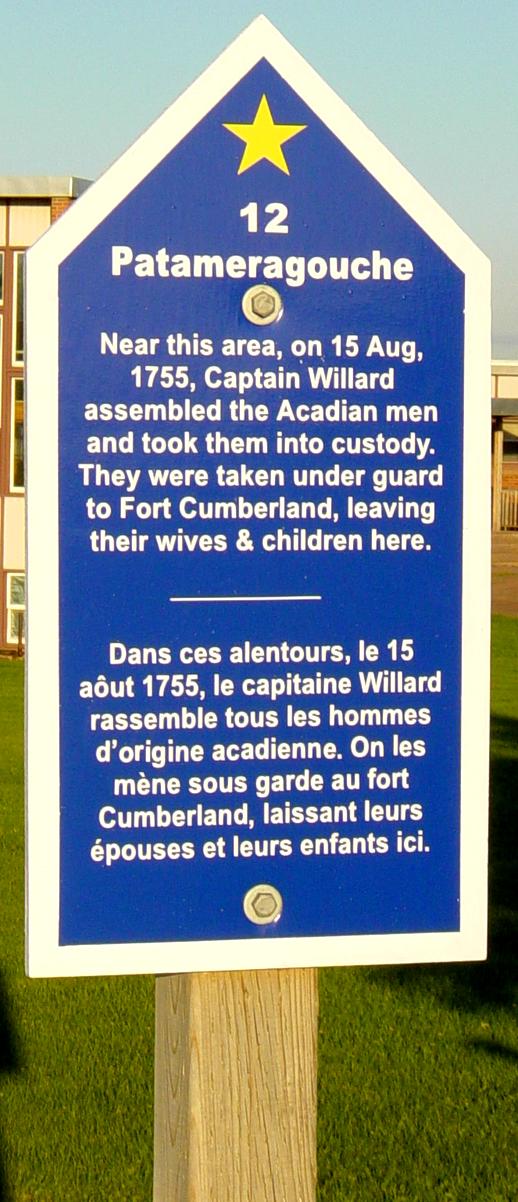 12
Patameragouche
Near this area, on 15 Aug,
1755, Captain Willard
assembled the Acadian men
and took them into custody.
They were taken under guard
to Fort Cumberland, leaving
their wives & children here.
Dans ces alentours, le 15
aôut 1755, le capitaine Willard
rassemble tous les hommes
d'origine acadienne. On les
mène sous garde au fort
Cumberland, laissant leurs
épouses et leurs enfants ici.